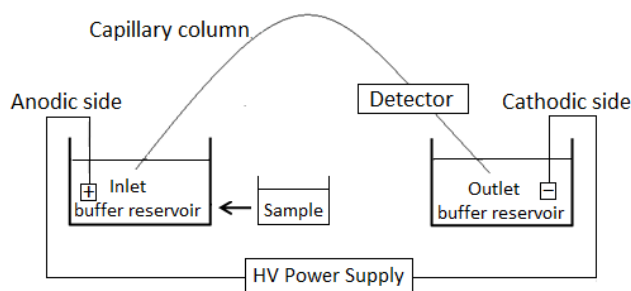 Capillary column
Anodic side
Detector
Cathodic side
+
Inlet
buffer reservoir
Sample
Outlet
buffer reservoir
−
HV Power Supply